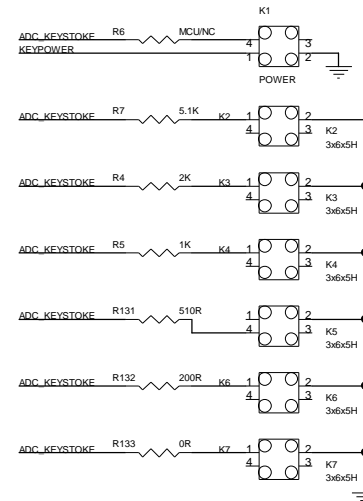 K1
ADC_KEYSTOKE R6 MCU/NC
KEYPOWER
4 3
1 2
POWER
ADC_KEYSTOKE R7 5.1K K2 1 2
4 3 K2
3x6x5H
ADC_KEYSTOKE R4 2K K3 1 2
4 3 K3
3x6x5H
ADC_KEYSTOKE R5 1K K4 1 2
4 3 K4
3x6x5H
ADC_KEYSTOKE R131 510R 1 2
4 3 K5
3x6x5H
ADC_KEYSTOKE R132 200R K6 1 2
4 3 K6
3x6x5H
ADC_KEYSTOKE R133 0R K7 1 2
4 3 K7
3x6x5H